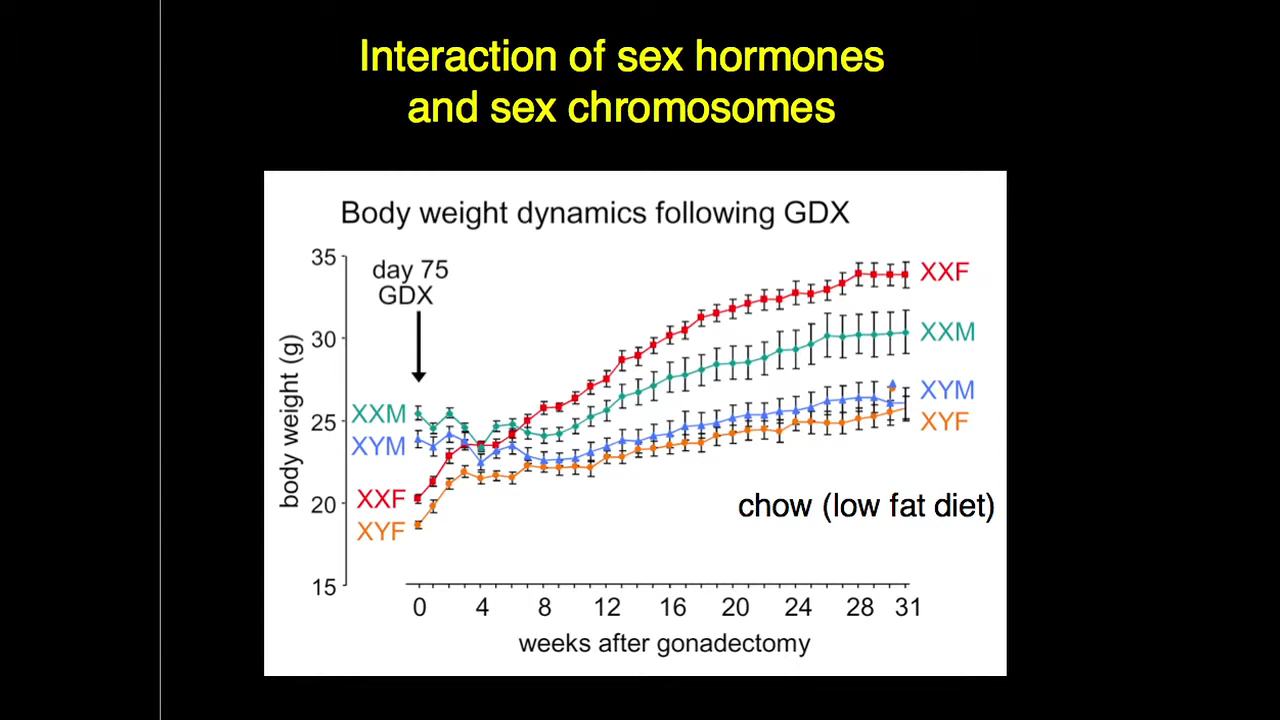 Interaction of sex hormones
and sex chromosomes
Body weight dynamics following GDX
35
30
25
20
15
body weight (g)
day 75
GDX
XXM
XYM
XXF
XYF
XXF
XXM
XYM
XYF
chow (low fat diet)
0 4 8 12 16 20 24 28 31
weeks after gonadectomy